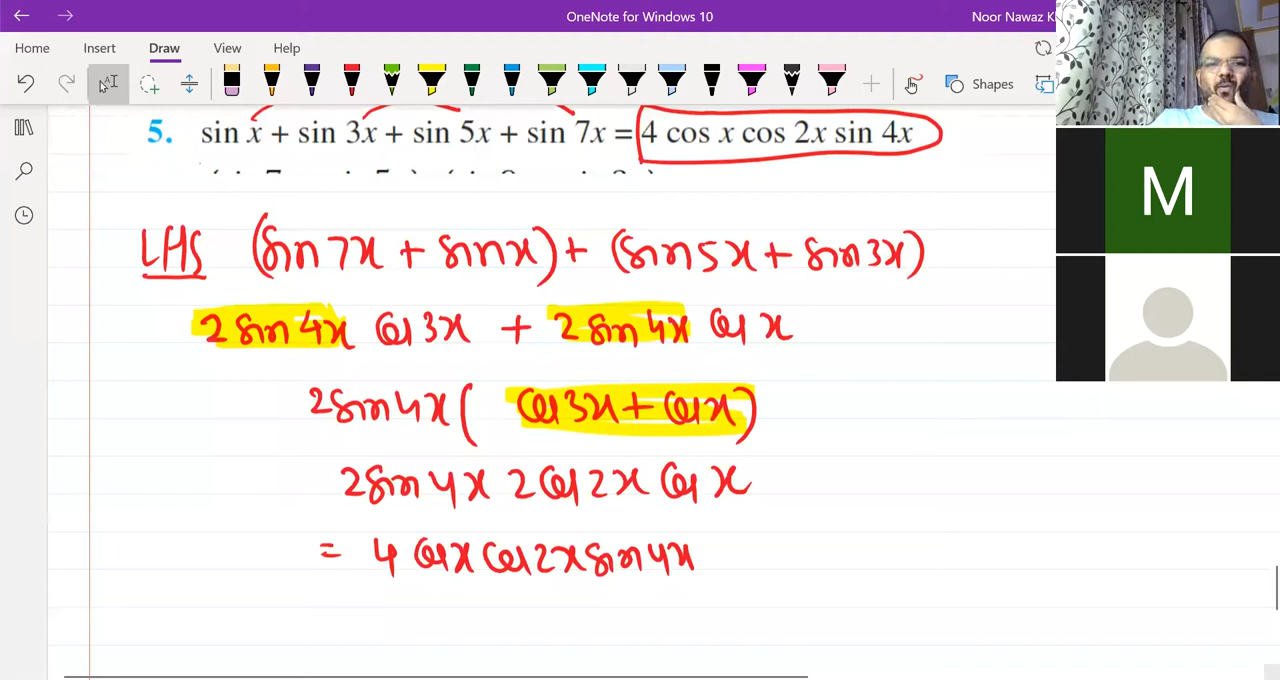 OneNote for Windows 10
Noor Nawaz K
Home Insert Draw View Help
Shapes
5. sin x + sin 3x + sin 5x + sin 7x = 4 cos x cos 2x sin 4x
M
LHS (sin 7x + sin x) + (sin 5x + sin 3x)
2 sin 4x cos 3x + 2 sin 4x cos x
2 sin 4x ( cos 3x + cos x)
2 sin 4x 2 cos 2x cos x
= 4 cos x cos 2x sin 4x